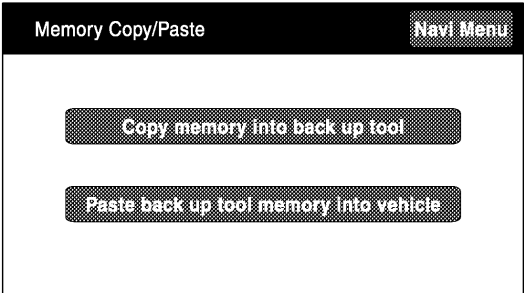 Memory Copy/Paste
Navi Menu
Copy memory into back up tool
Paste back up tool memory into vehicle